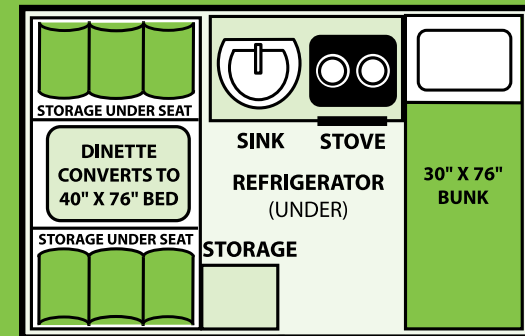 STORAGE UNDER SEAT
DINETTE
CONVERTS TO
40" X 76" BED
STORAGE UNDER SEAT
SINK
STOVE
REFRIGERATOR
(UNDER)
STORAGE
30" X 76"
BUNK